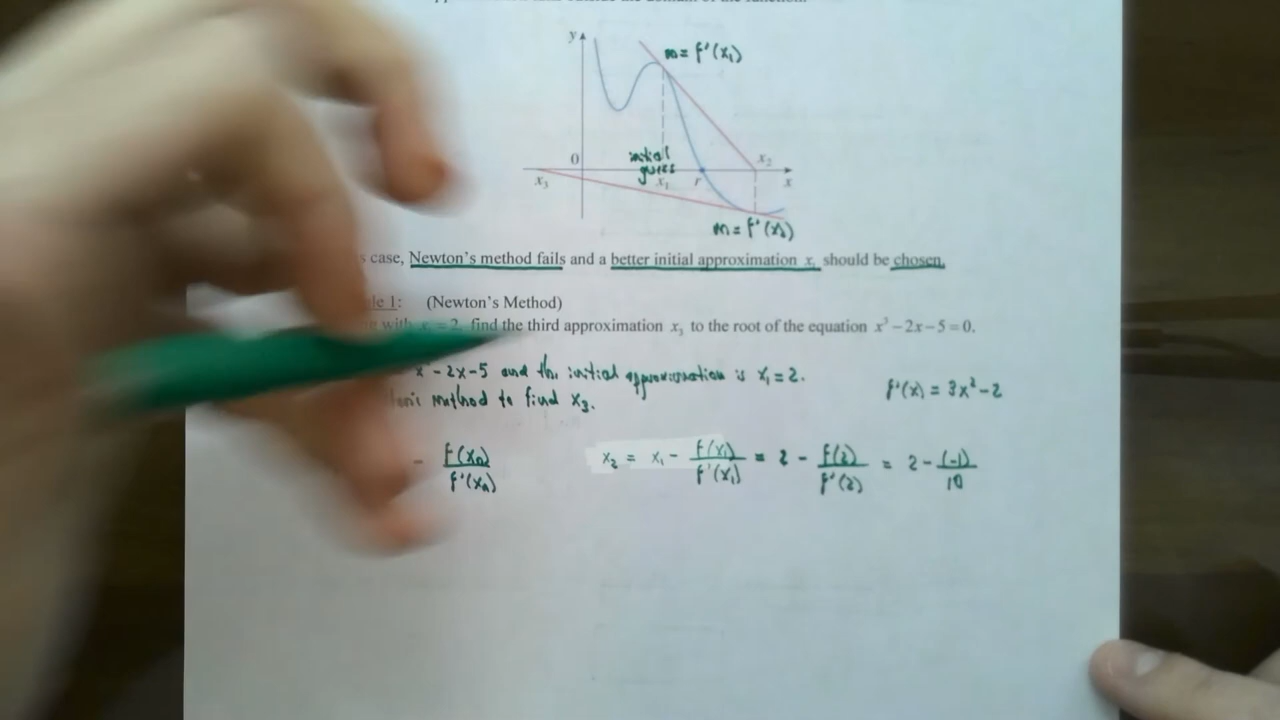 y
m = f'(x₁)
0
initial
guess
x₂
x₃
x₁
r
x
m = f'(x₂)
case, Newton's method fails and a better initial approximation x₁ should be chosen.
1: (Newton's Method)
with = 2, find the third approximation x₃ to the root of the equation x³ − 2x − 5 = 0.
- 2x-5 and the initial approximation is x₁ = 2.
f'(x) = 3x² - 2
method to find x₃.
- f(xₙ)/f'(xₙ)
x₂ = x₁ - f(x₁)/f'(x₁) = 2 - f(2)/f'(2) = 2 - (-1)/10